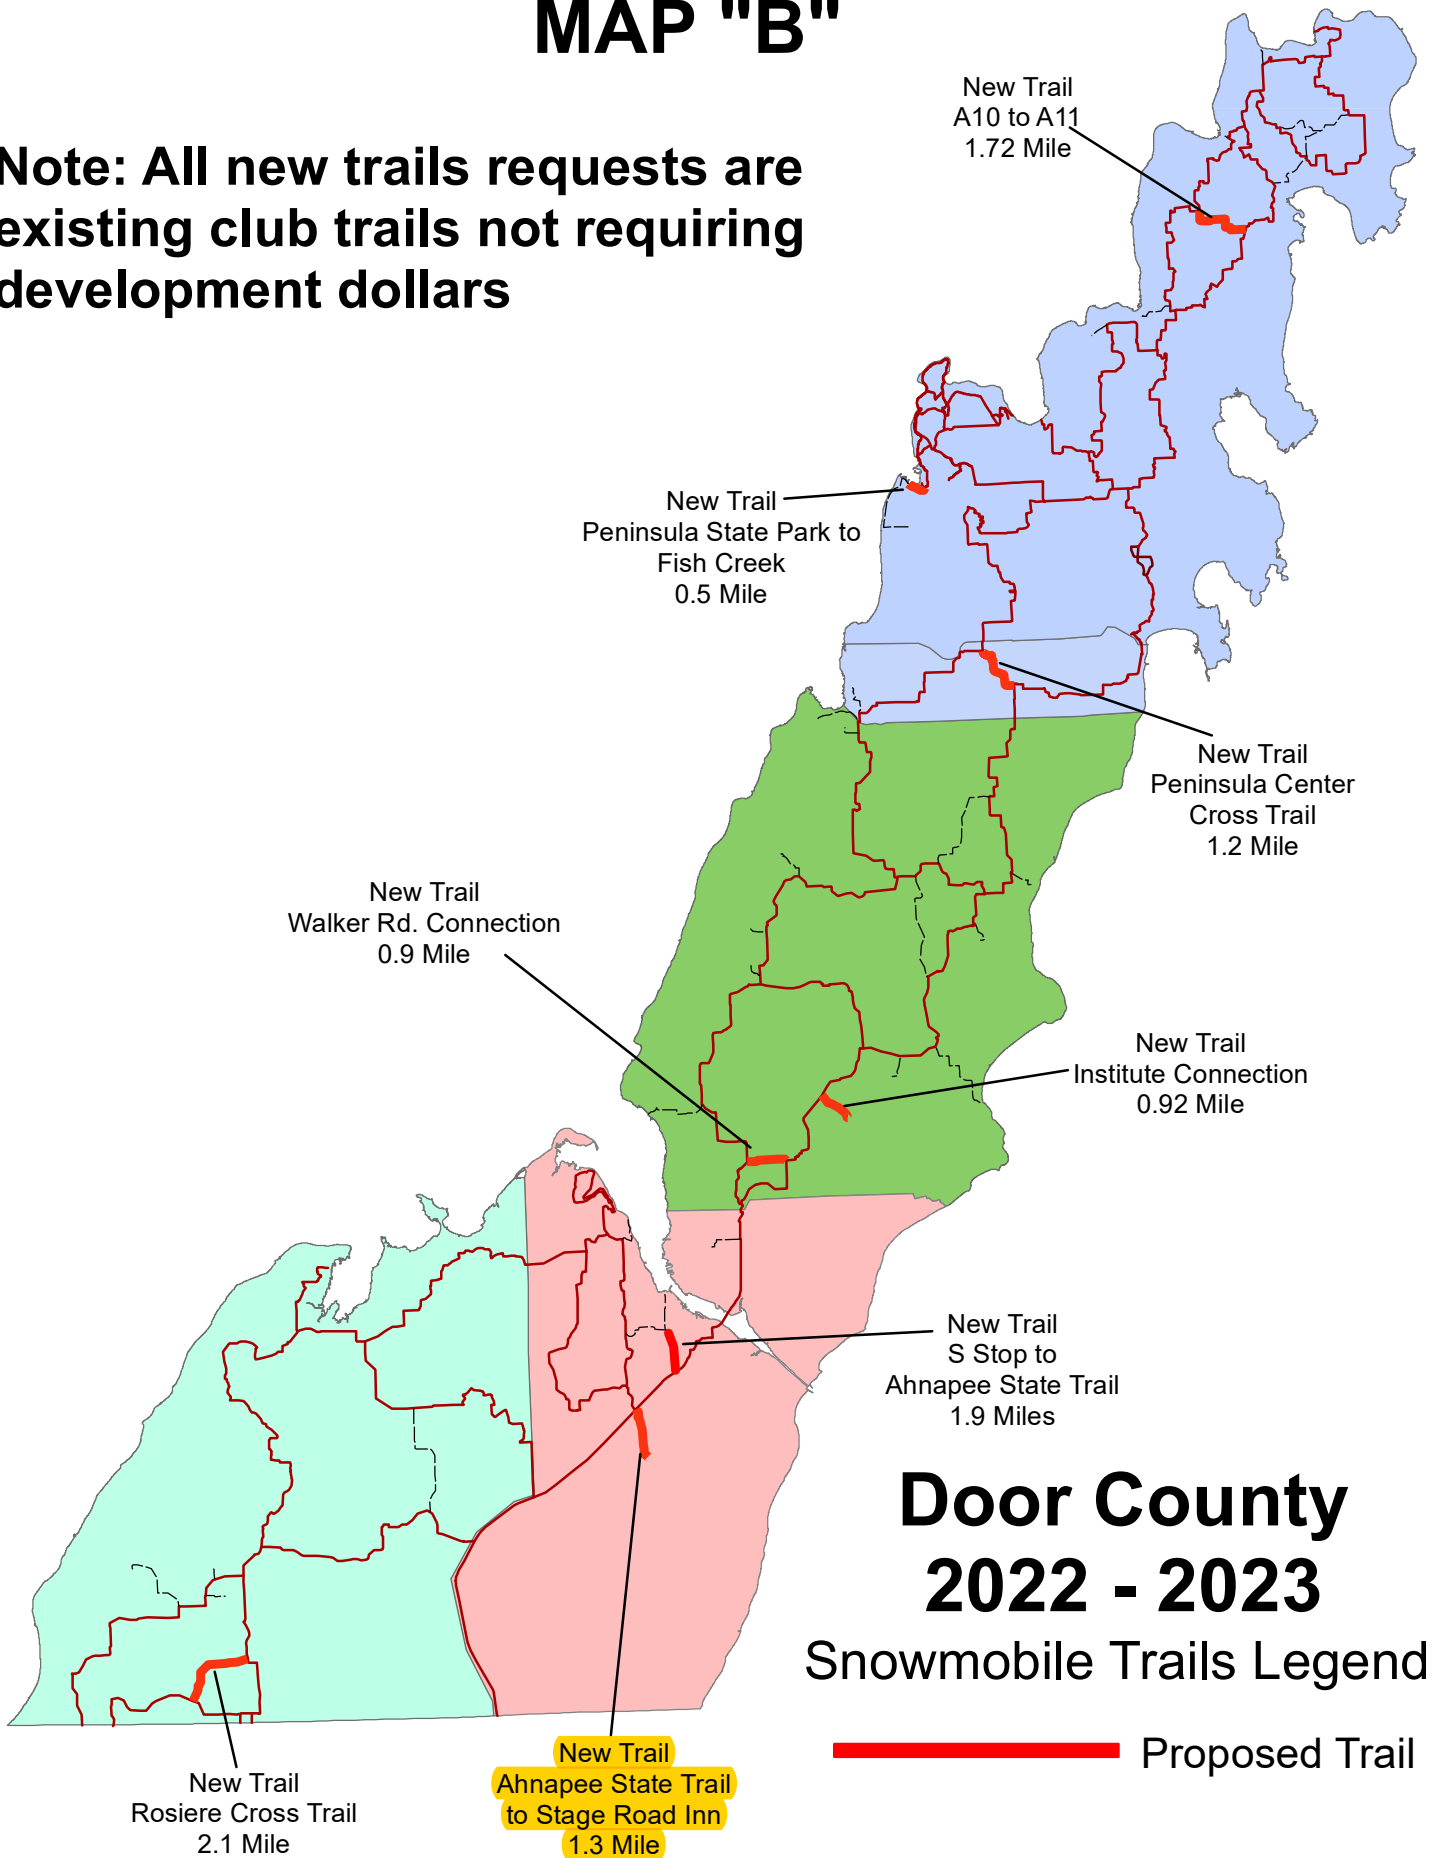 MAP "B"
Note: All new trails requests are
existing club trails not requiring
development dollars
New Trail
A10 to A11
1.72 Mile
New Trail
Peninsula State Park to
Fish Creek
0.5 Mile
New Trail
Peninsula Center
Cross Trail
1.2 Mile
New Trail
Walker Rd. Connection
0.9 Mile
New Trail
Institute Connection
0.92 Mile
New Trail
S Stop to
Ahnapee State Trail
1.9 Miles
Door County
2022 - 2023
Snowmobile Trails Legend
Proposed Trail
New Trail
Rosiere Cross Trail
2.1 Mile
New Trail
Ahnapee State Trail
to Stage Road Inn
1.3 Mile